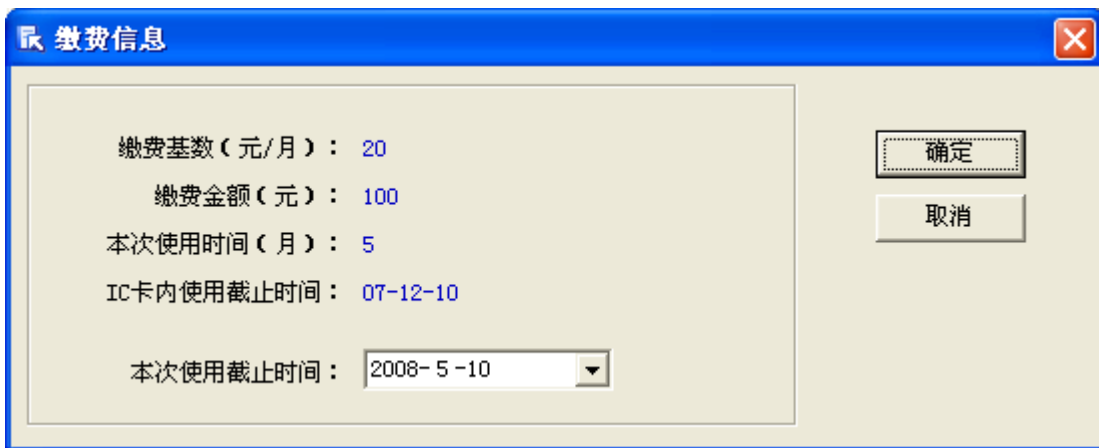 缴费信息
缴费基数(元/月): 20
缴费金额(元): 100
本次使用时间(月): 5
IC卡内使用截止时间: 07-12-10
本次使用截止时间: 2008- 5 -10
确定
取消